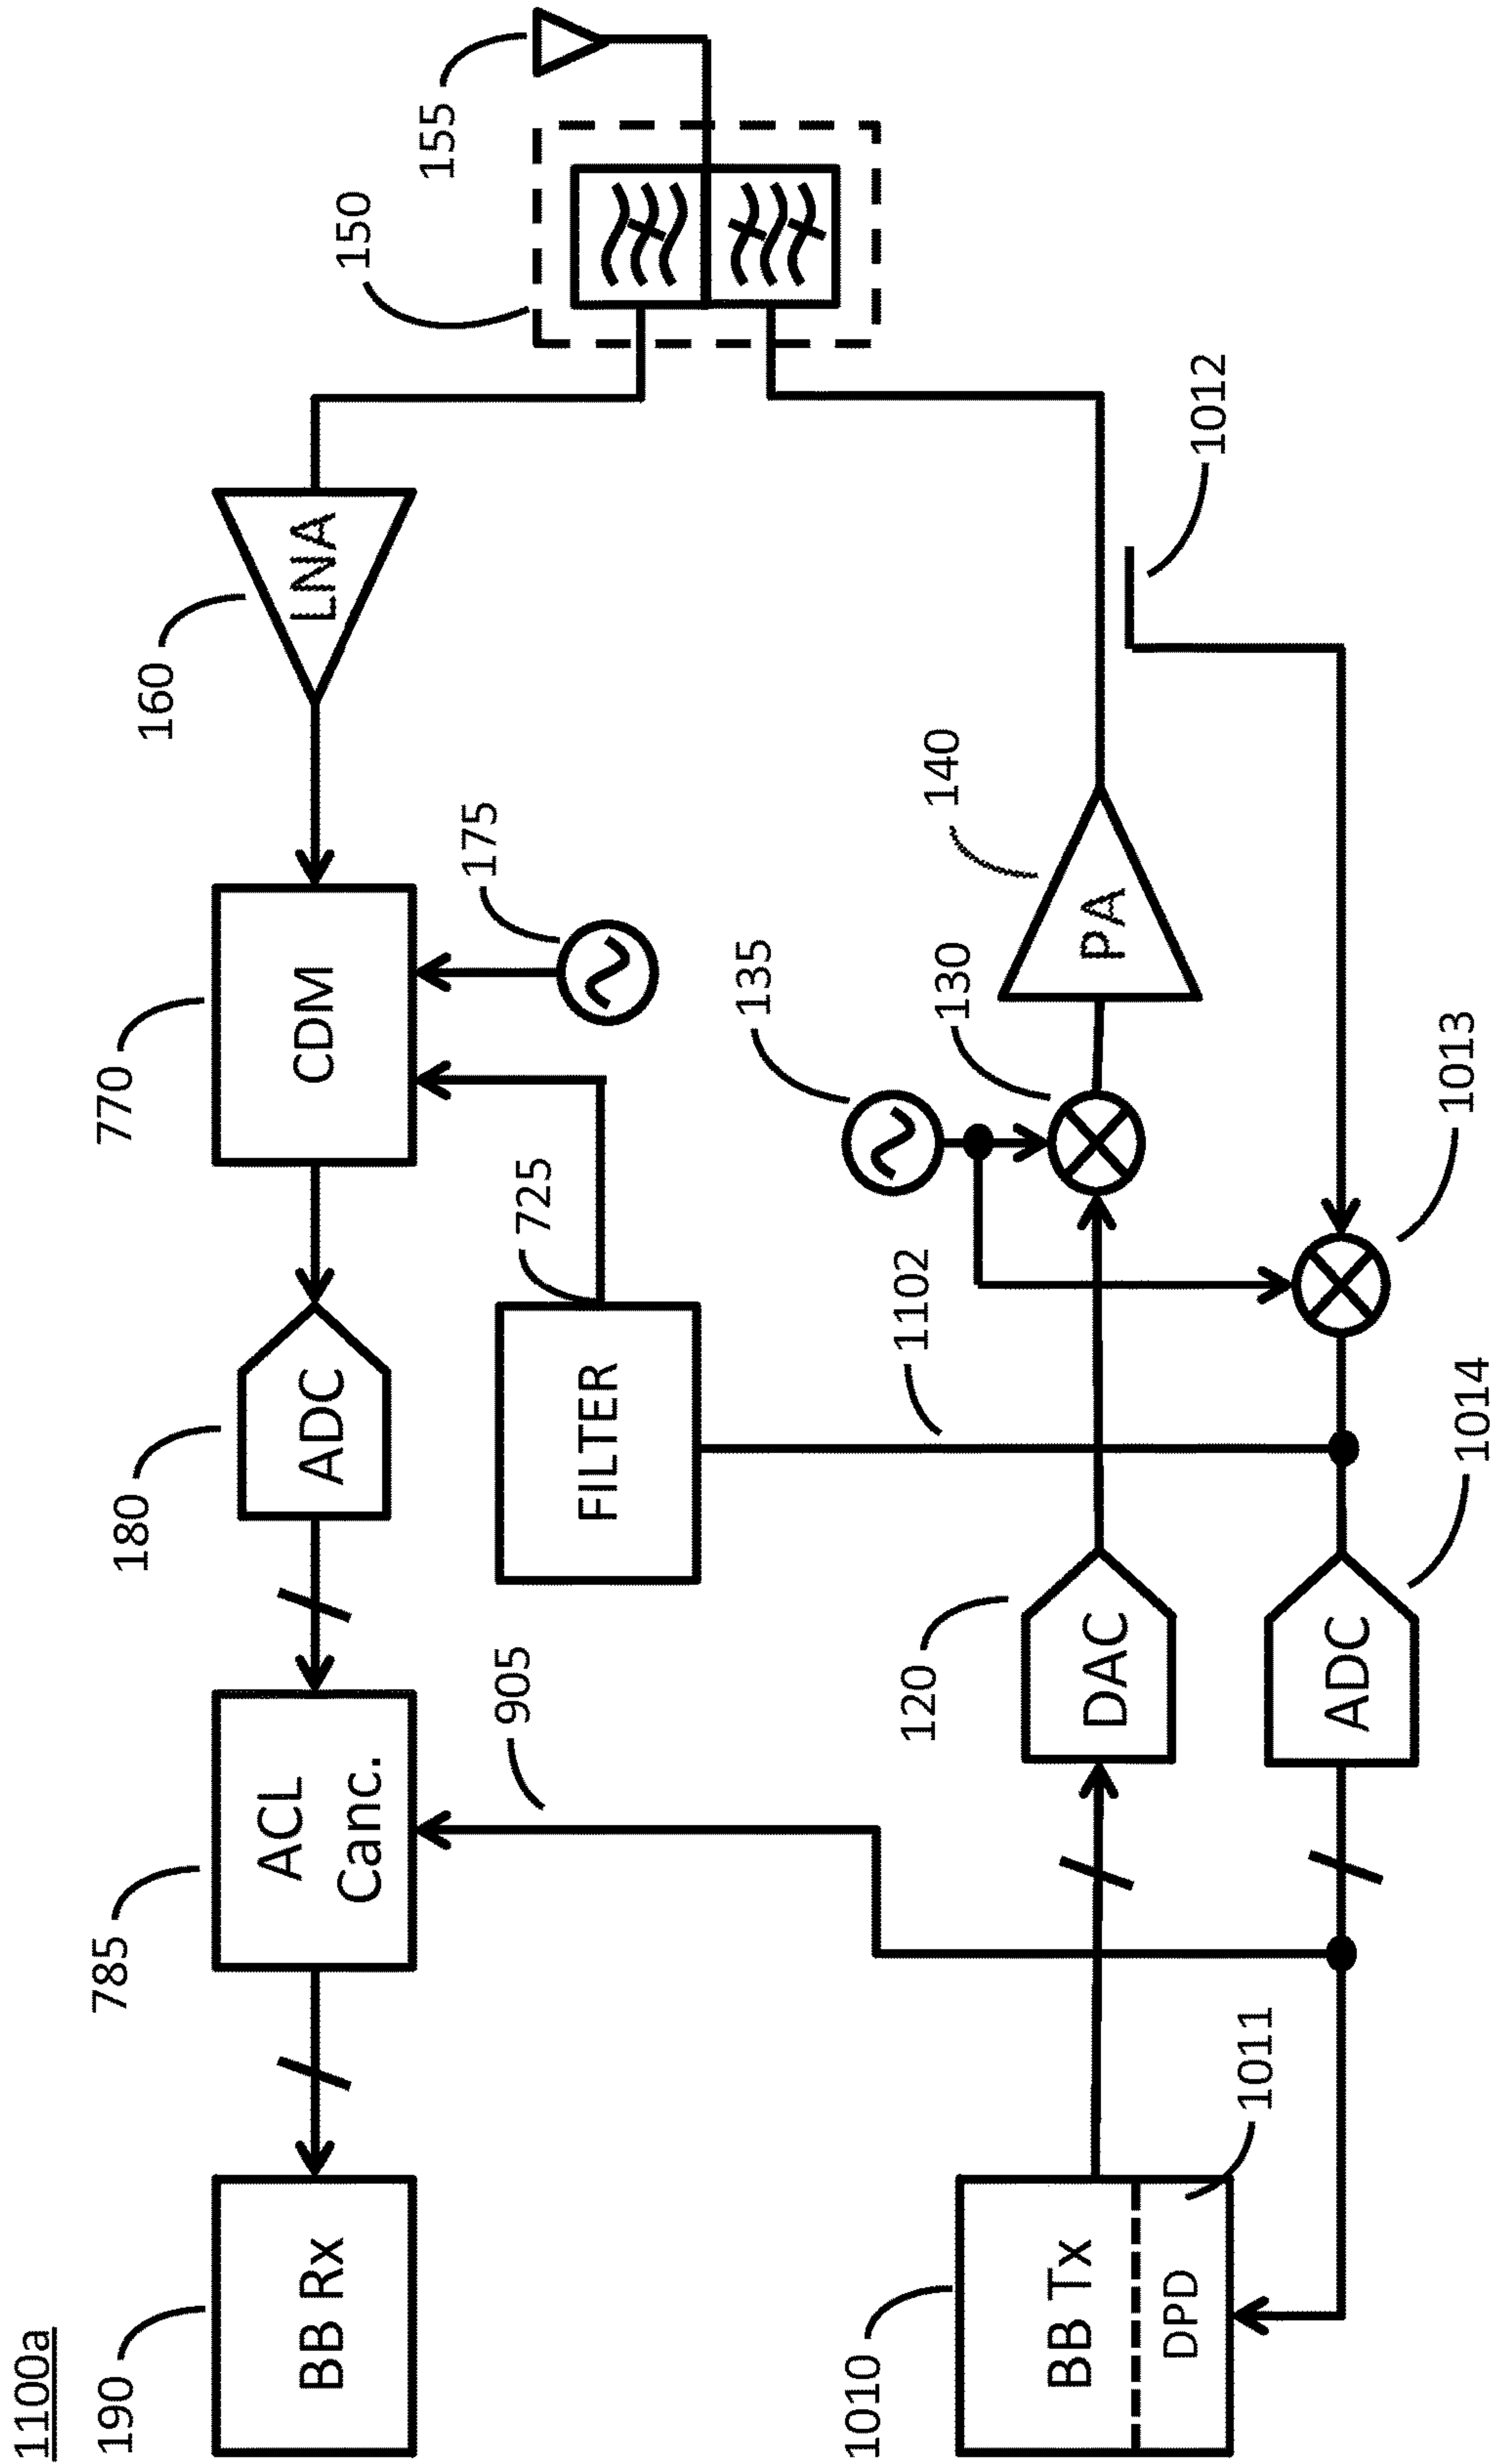 1100a
190
BB Rx
785
ACL
Canc.
180
ADC
770
CDM
160
LNA
155
150
175
725
FILTER
905
135
130
140
PA
1102
120
DAC
1010
BB Tx
DPD
1011
ADC
1014
1013
1012